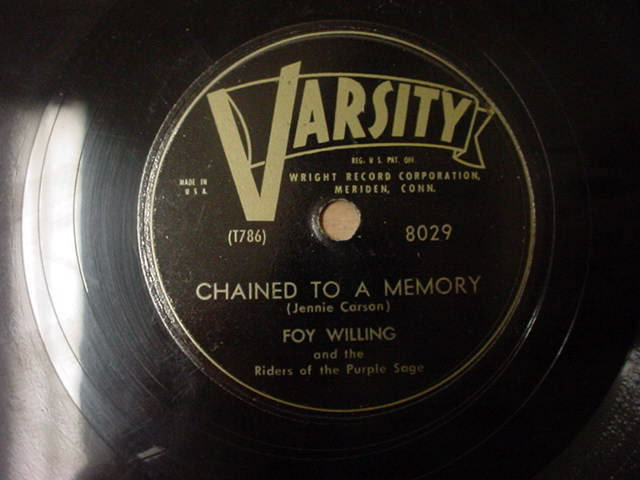 VARSITY
REG. U S. PAT. OFF.
MADE IN
U S A.
WRIGHT RECORD CORPORATION,
MERIDEN, CONN.
(T786)
8029
CHAINED TO A MEMORY
(Jennie Carson)
FOY WILLING
and the
Riders of the Purple Sage